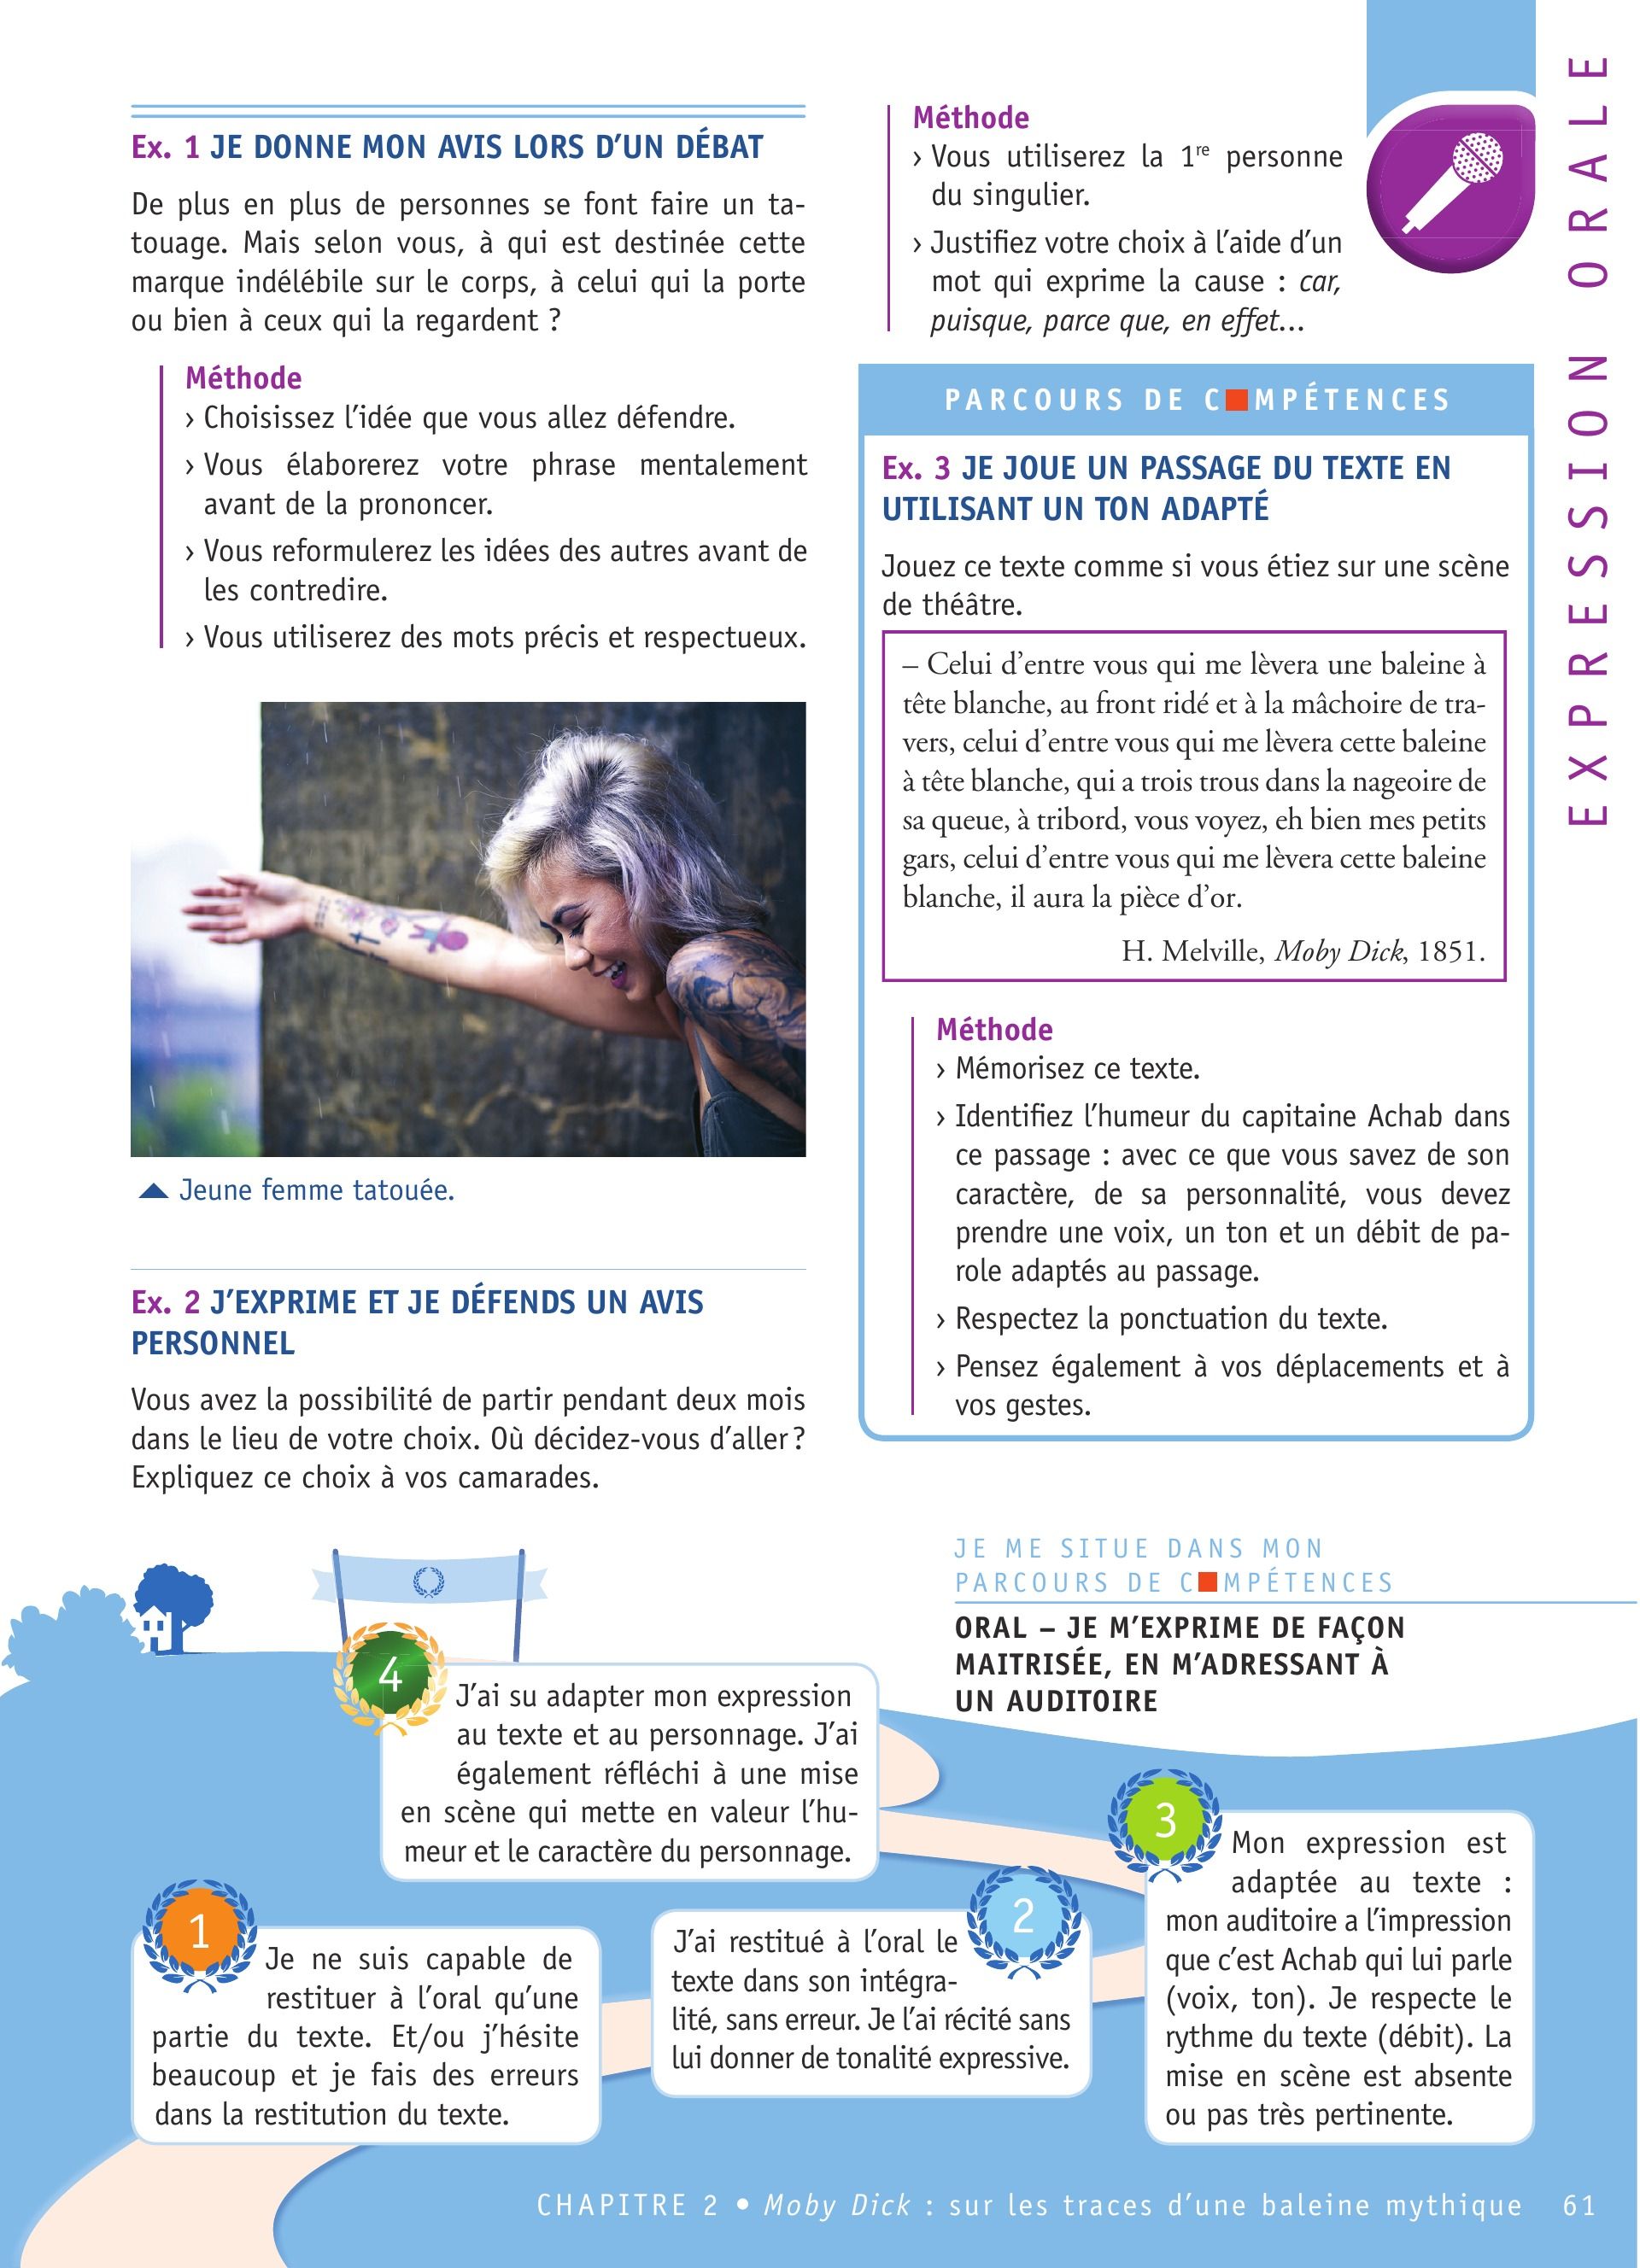 EXPRESSION ORALE
Ex. 1 JE DONNE MON AVIS LORS D’UN DÉBAT
De plus en plus de personnes se font faire un ta-
touage. Mais selon vous, à qui est destinée cette
marque indélébile sur le corps, à celui qui la porte
ou bien à ceux qui la regardent ?
Méthode
› Choisissez l’idée que vous allez défendre.
› Vous élaborerez votre phrase mentalement
avant de la prononcer.
› Vous reformulerez les idées des autres avant de
les contredire.
› Vous utiliserez des mots précis et respectueux.
Jeune femme tatouée.
Ex. 2 J’EXPRIME ET JE DÉFENDS UN AVIS
PERSONNEL
Vous avez la possibilité de partir pendant deux mois
dans le lieu de votre choix. Où décidez-vous d’aller ?
Expliquez ce choix à vos camarades.
Méthode
› Vous utiliserez la 1re personne
du singulier.
› Justifiez votre choix à l’aide d’un
mot qui exprime la cause : car,
puisque, parce que, en effet…
PARCOURS DE C■MPÉTENCES
Ex. 3 JE JOUE UN PASSAGE DU TEXTE EN
UTILISANT UN TON ADAPTÉ
Jouez ce texte comme si vous étiez sur une scène
de théâtre.
– Celui d’entre vous qui me lèvera une baleine à
tête blanche, au front ridé et à la mâchoire de tra-
vers, celui d’entre vous qui me lèvera cette baleine
à tête blanche, qui a trois trous dans la nageoire de
sa queue, à tribord, vous voyez, eh bien mes petits
gars, celui d’entre vous qui me lèvera cette baleine
blanche, il aura la pièce d’or.
H. Melville, Moby Dick, 1851.
Méthode
› Mémorisez ce texte.
› Identifiez l’humeur du capitaine Achab dans
ce passage : avec ce que vous savez de son
caractère, de sa personnalité, vous devez
prendre une voix, un ton et un débit de pa-
role adaptés au passage.
› Respectez la ponctuation du texte.
› Pensez également à vos déplacements et à
vos gestes.
JE ME SITUE DANS MON
PARCOURS DE C■MPÉTENCES
ORAL – JE M’EXPRIME DE FAÇON
MAITRISÉE, EN M’ADRESSANT À
UN AUDITOIRE
1
Je ne suis capable de
restituer à l’oral qu’une
partie du texte. Et/ou j’hésite
beaucoup et je fais des erreurs
dans la restitution du texte.
2
J’ai restitué à l’oral le
texte dans son intégra-
lité, sans erreur. Je l’ai récité sans
lui donner de tonalité expressive.
3
Mon expression est
adaptée au texte :
mon auditoire a l’impression
que c’est Achab qui lui parle
(voix, ton). Je respecte le
rythme du texte (débit). La
mise en scène est absente
ou pas très pertinente.
4
J’ai su adapter mon expression
au texte et au personnage. J’ai
également réfléchi à une mise
en scène qui mette en valeur l’hu-
meur et le caractère du personnage.
CHAPITRE 2 • Moby Dick : sur les traces d’une baleine mythique 61